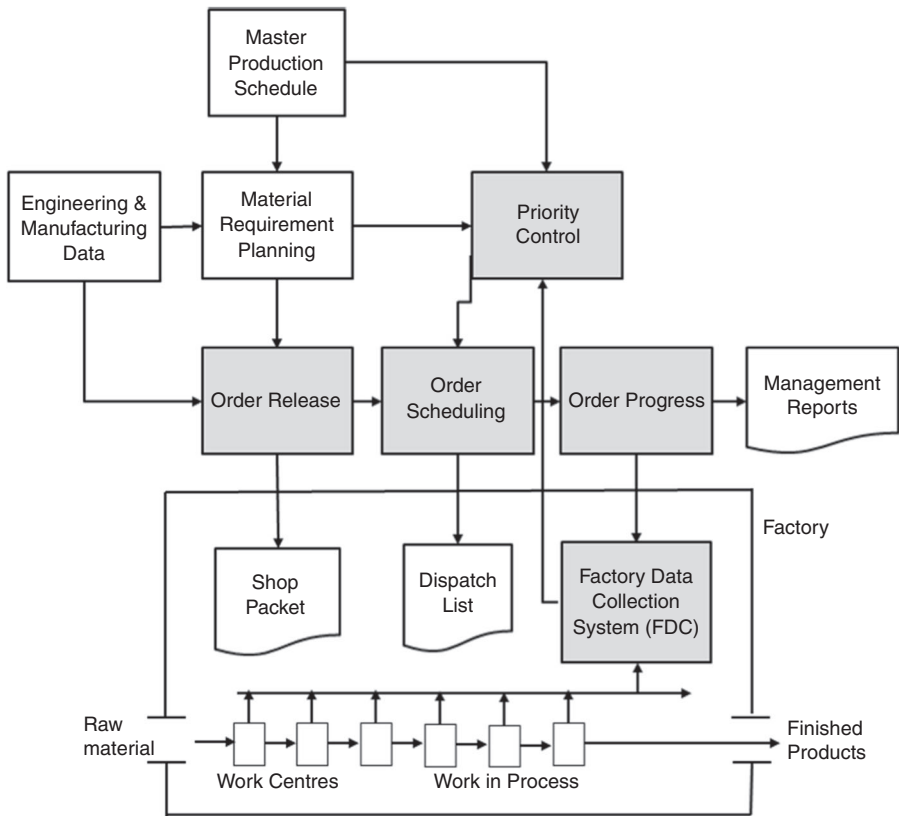 Master
Production
Schedule
Engineering &
Manufacturing
Data
Material
Requirement
Planning
Priority
Control
Order Release
Order
Scheduling
Order Progress
Management
Reports
Factory
Shop
Packet
Dispatch
List
Factory Data
Collection
System (FDC)
Raw
material
Finished
Products
Work Centres
Work in Process